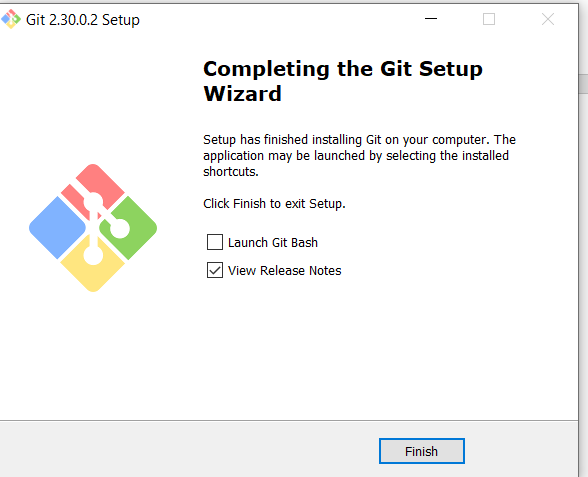 Git 2.30.0.2 Setup
Completing the Git Setup
Wizard
Setup has finished installing Git on your computer. The
application may be launched by selecting the installed
shortcuts.
Click Finish to exit Setup.
Launch Git Bash
View Release Notes
Finish